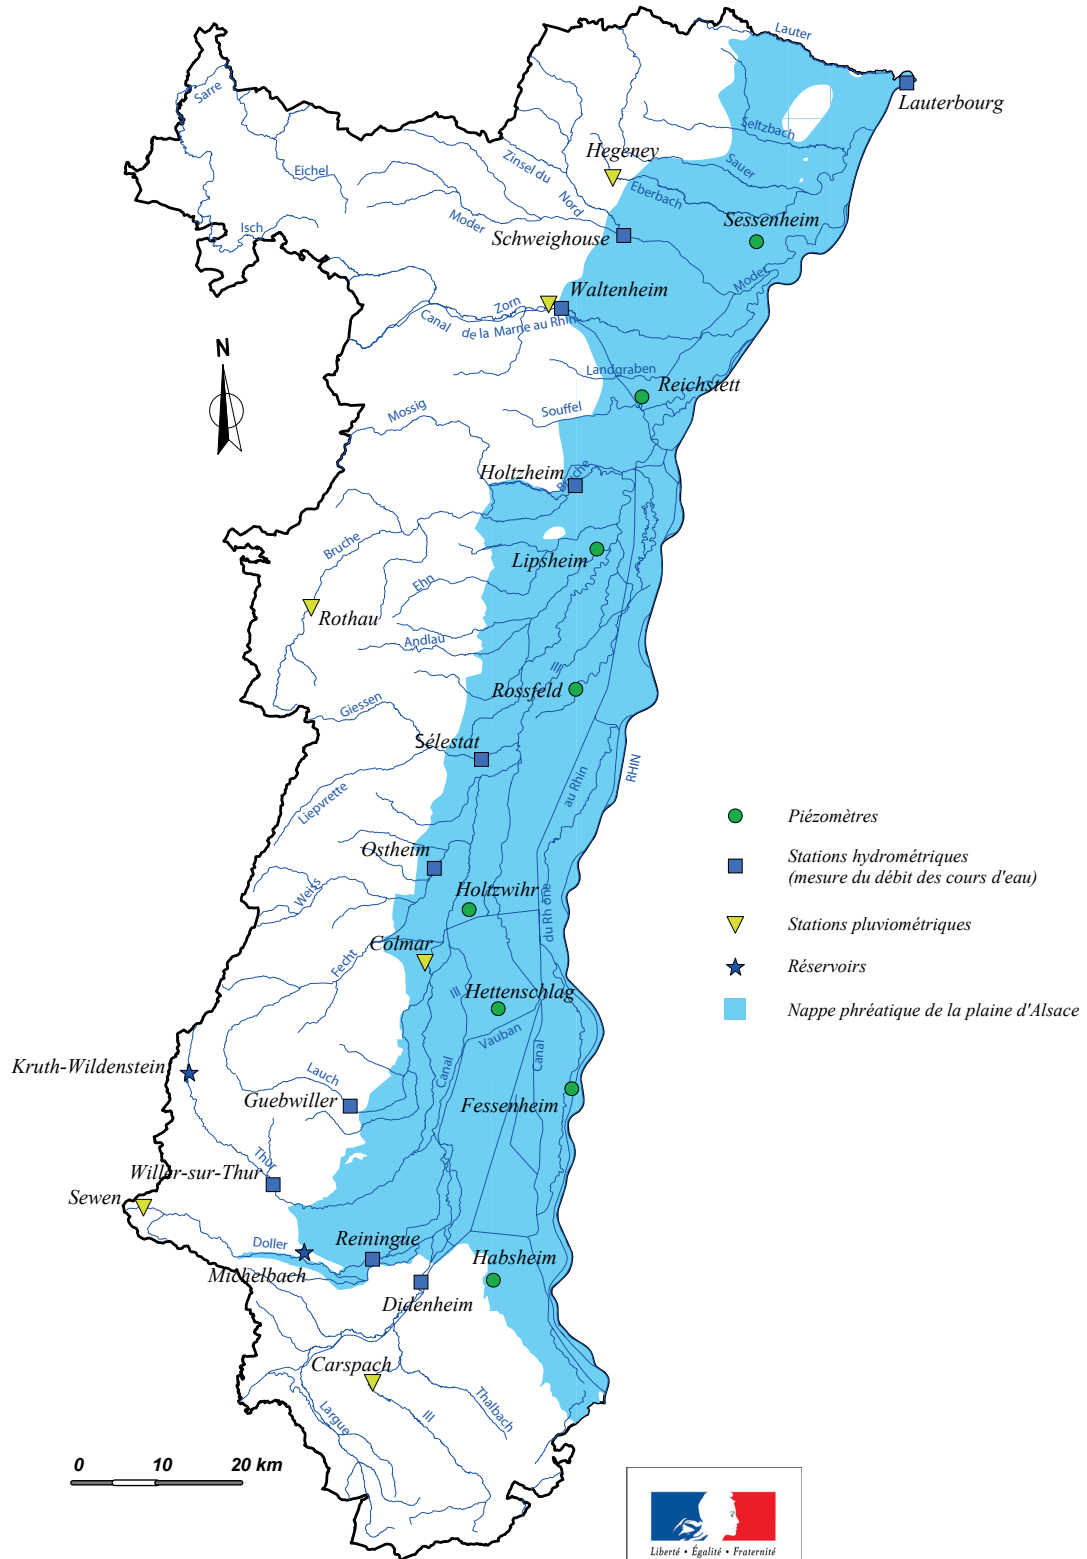 Lauter
Lauterbourg
Sarre
Seltzbach
Hegeney
Zinsel du
Nord
Sauer
Eichel
Eberbach
Sessenheim
Moder
Isch
Schweighouse
Moder
Waltenheim
Zorn
Canal
de la Marne au Rhin
N
Landgraben
Reichstett
Mossig
Souffel
Holtzheim
Bruche
Bruche
Lipsheim
Ehn
Rothau
Andlau
Ill
Rossfeld
Giessen
Sélestat
RHIN
au Rhin
Liepvrette
Piézomètres
Ostheim
Stations hydrométriques
(mesure du débit des cours d'eau)
Weiss
Holtzwihr
du Rhône
Stations pluviométriques
Colmar
Fecht
Réservoirs
Ill
Hettenschlag
Nappe phréatique de la plaine d'Alsace
Vauban
Kruth-Wildenstein
Canal
Canal
Lauch
Guebwiller
Fessenheim
Thur
Willer-sur-Thur
Sewen
Doller
Reiningue
Habsheim
Michelbach
Didenheim
Carspach
Largue
Ill
Thalbach
0 10 20 km
Liberté • Égalité • Fraternité